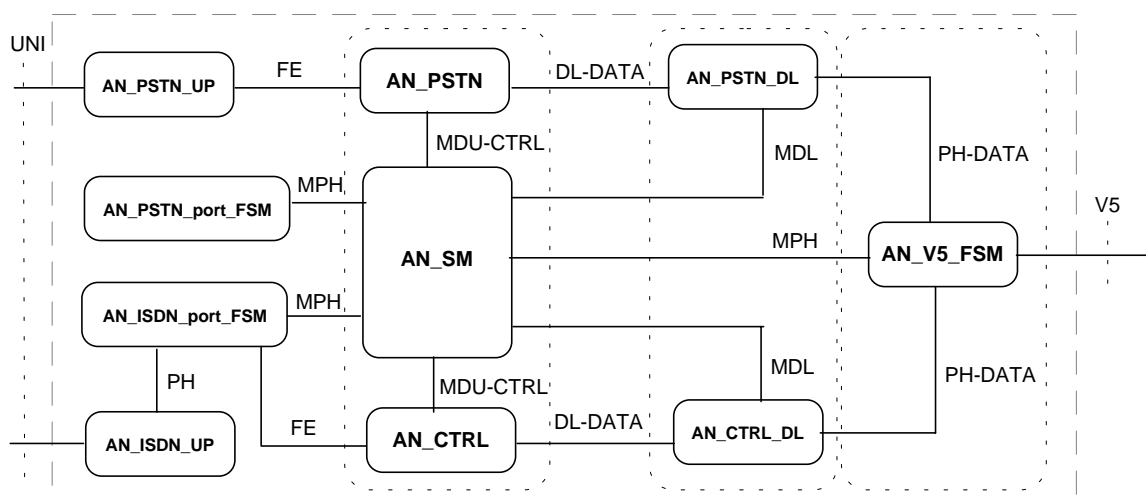 UNI
AN_PSTN_UP
FE
AN_PSTN
DL-DATA
AN_PSTN_DL
MDU-CTRL
MDL
PH-DATA
AN_PSTN_port_FSM
MPH
AN_SM
MPH
AN_V5_FSM
V5
AN_ISDN_port_FSM
MPH
PH
MDU-CTRL
MDL
PH-DATA
AN_ISDN_UP
FE
AN_CTRL
DL-DATA
AN_CTRL_DL